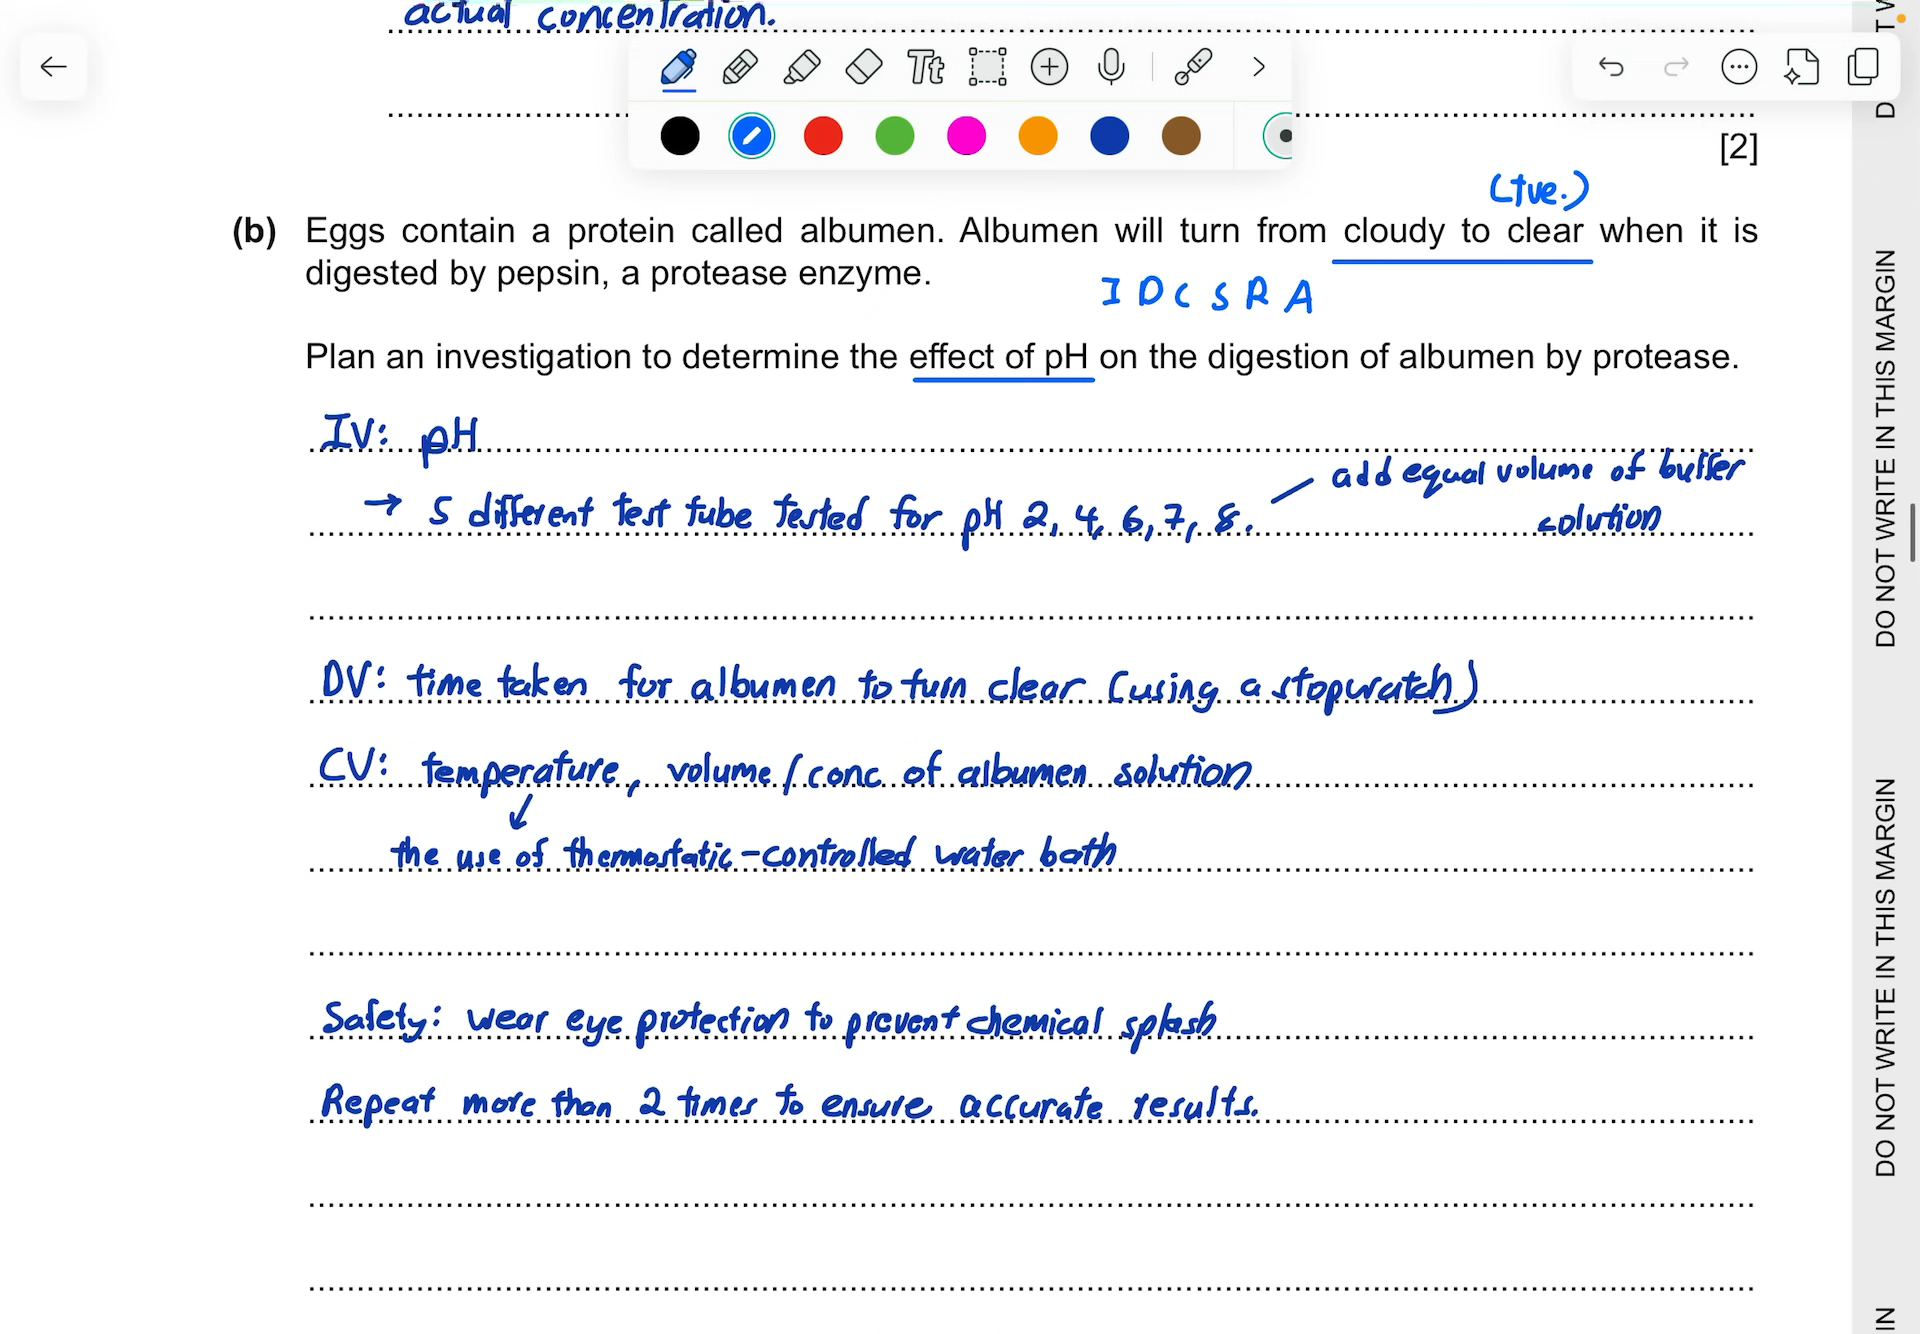 actual concentration.
Tt
[2]
(+ve.)
(b) Eggs contain a protein called albumen. Albumen will turn from cloudy to clear when it is
digested by pepsin, a protease enzyme.
I D C S R A
Plan an investigation to determine the effect of pH on the digestion of albumen by protease.
IV: pH
add equal volume of buffer
→ 5 different test tube tested for pH 2, 4, 6, 7, 8.
solution
DV: time taken for albumen to turn clear (using a stopwatch)
CV: temperature, volume / conc of albumen solution
the use of thermostatic-controlled water bath
Safety: wear eye protection to prevent chemical splash
Repeat more than 2 times to ensure accurate results.
DO NOT WRITE IN THIS MARGIN
DO NOT WRITE IN THIS MARGIN